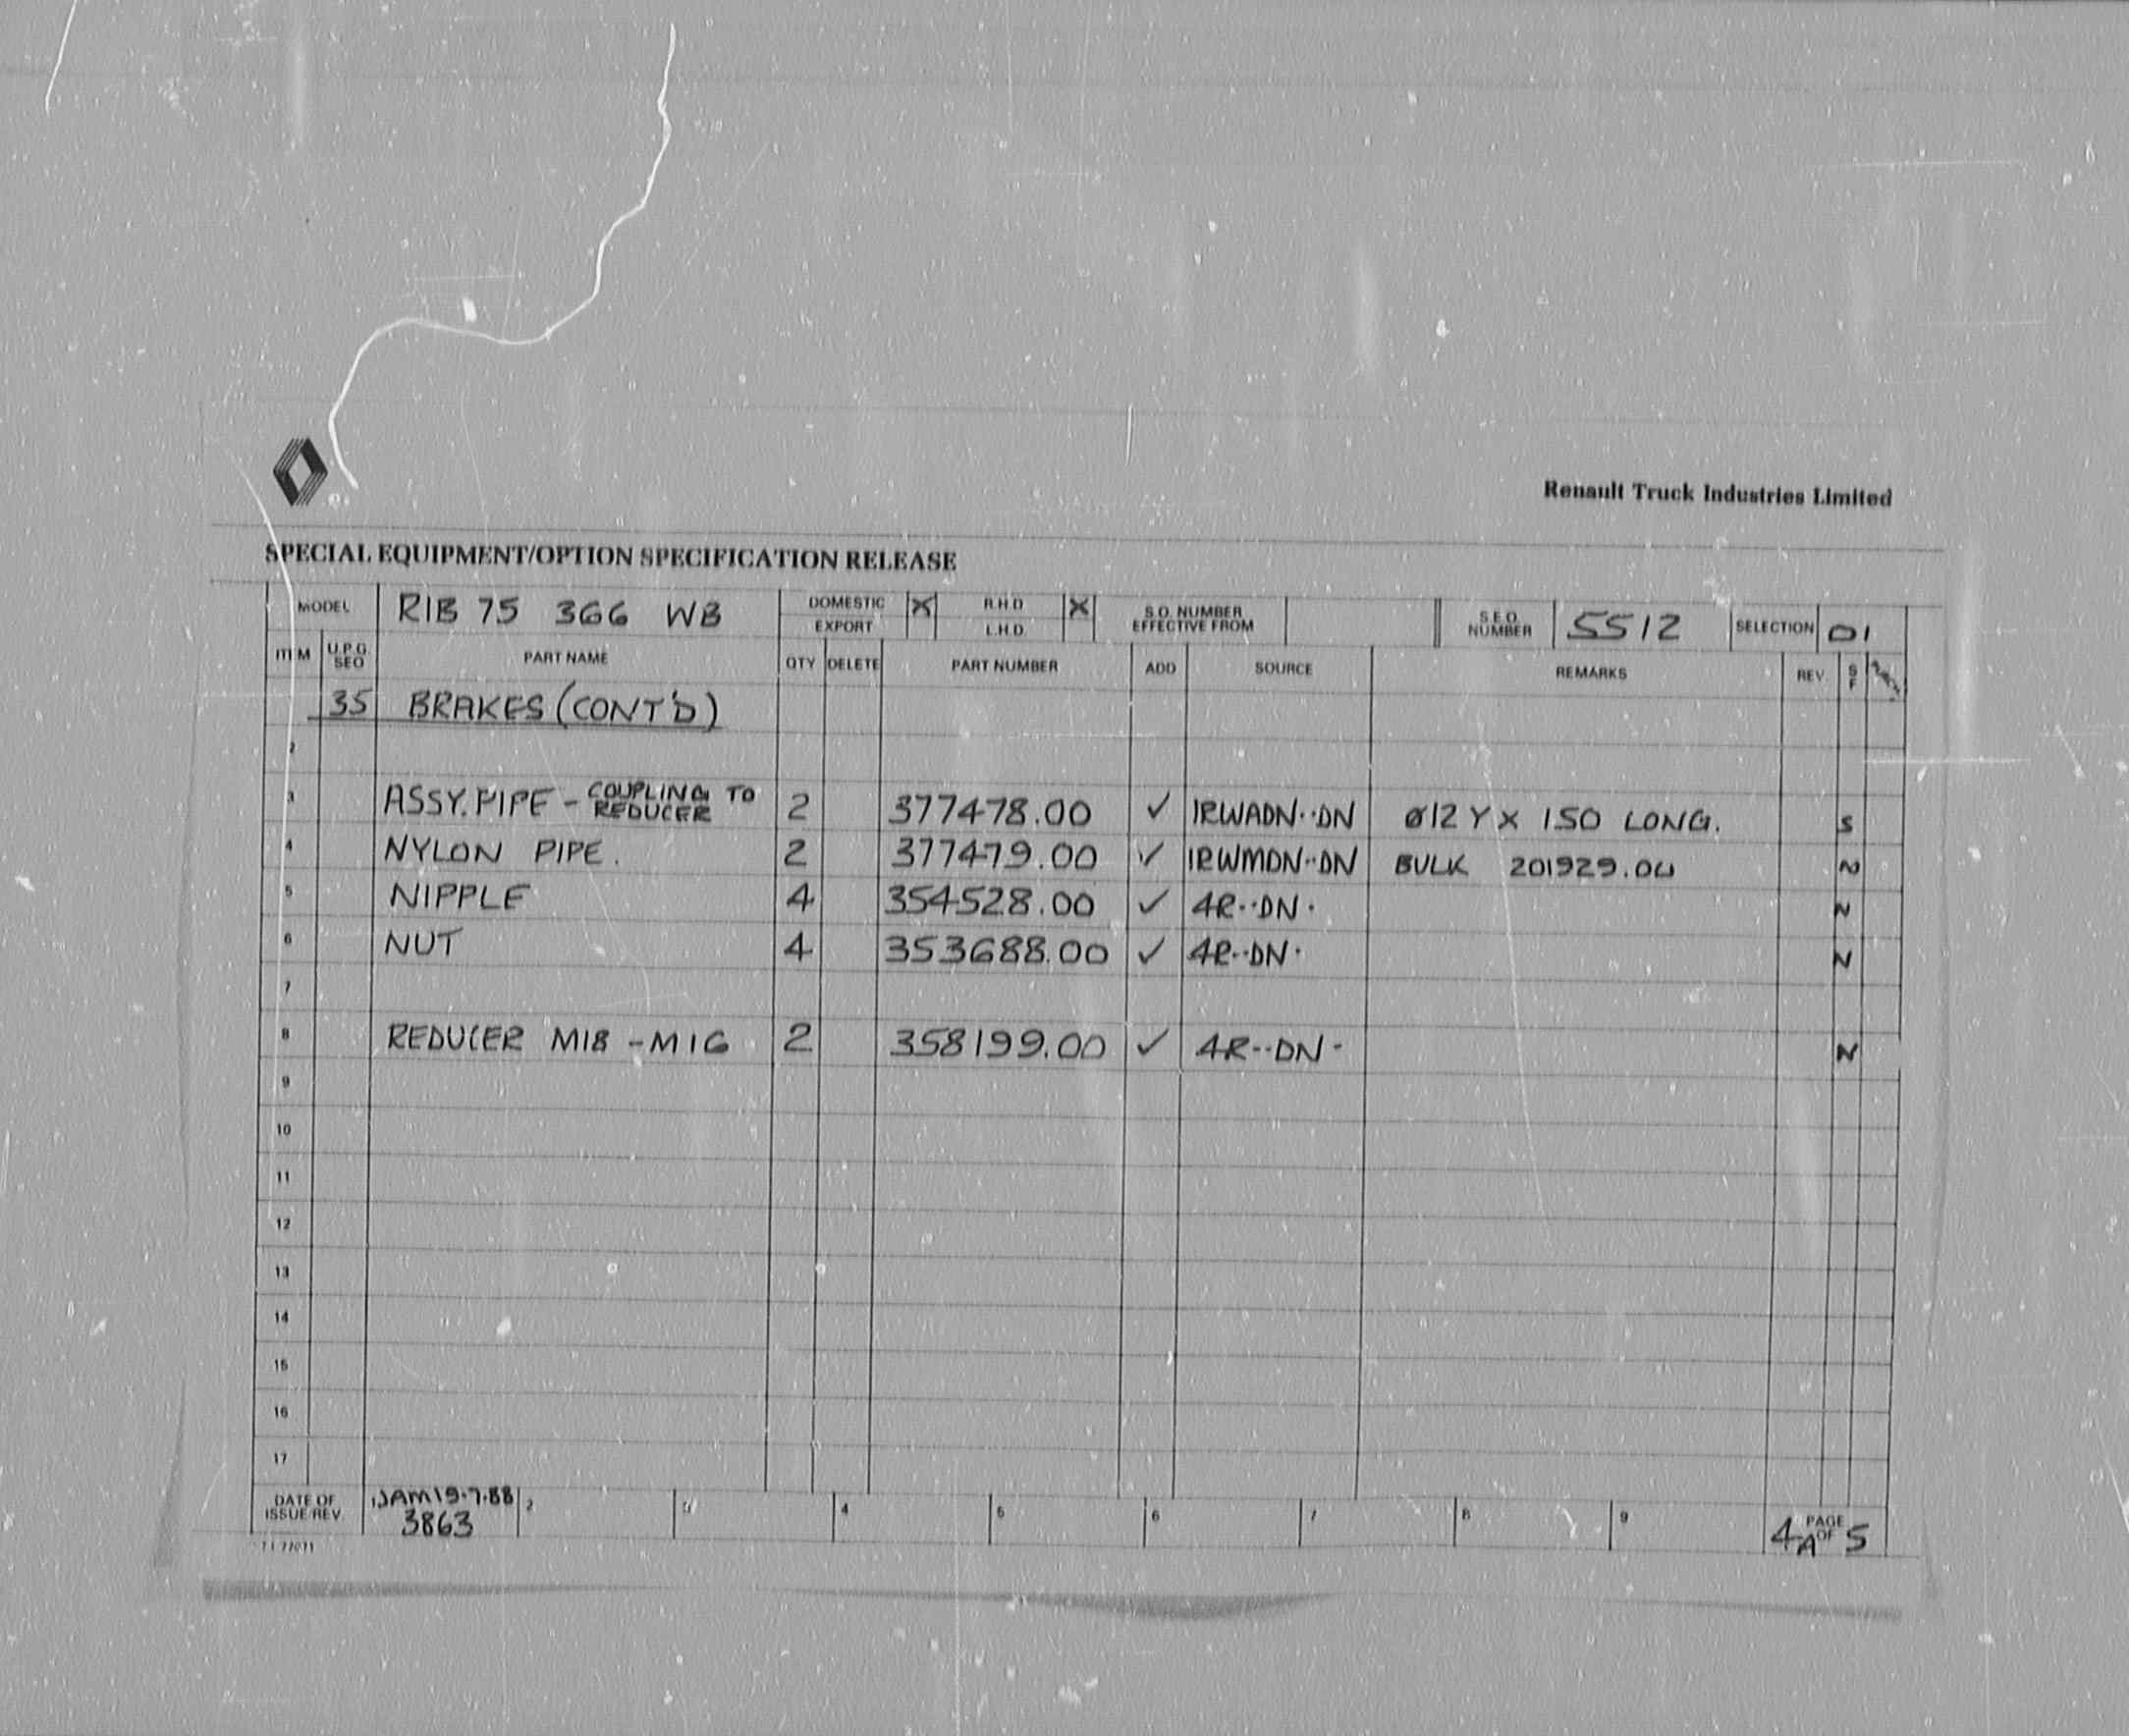 Renault Truck Industries Limited
SPECIAL EQUIPMENT/OPTION SPECIFICATION RELEASE
MODEL RIB 75 366 WB DOMESTIC X R.H.D X S.O. NUMBER EFFECTIVE FROM S.E.O. NUMBER 5512 SELECTION 01
EXPORT L.H.D.
ITEM U.P.G. SEO PART NAME QTY DELETE PART NUMBER ADD SOURCE REMARKS REV. S F
35 BRAKES (CONT'D)
2
3 ASSY. PIPE - COUPLING TO REDUCER 2 377478.00 ✓ 1RWADN··DN ø12 Y X 150 LONG. S
4 NYLON PIPE. 2 377479.00 ✓ 1RWMDN··DN BULK 201929.00 N
5 NIPPLE 4 354528.00 ✓ 4R··DN· N
6 NUT 4 353688.00 ✓ 4R··DN· N
7
8 REDUCER M18 - M16 2 358199.00 ✓ 4R··DN· N
9
10
11
12
13
14
15
16
17
DATE OF ISSUE/REV. JAM 19·7·88 2 3 4 5 6 7 8 9 PAGE 4A OF 5
3863